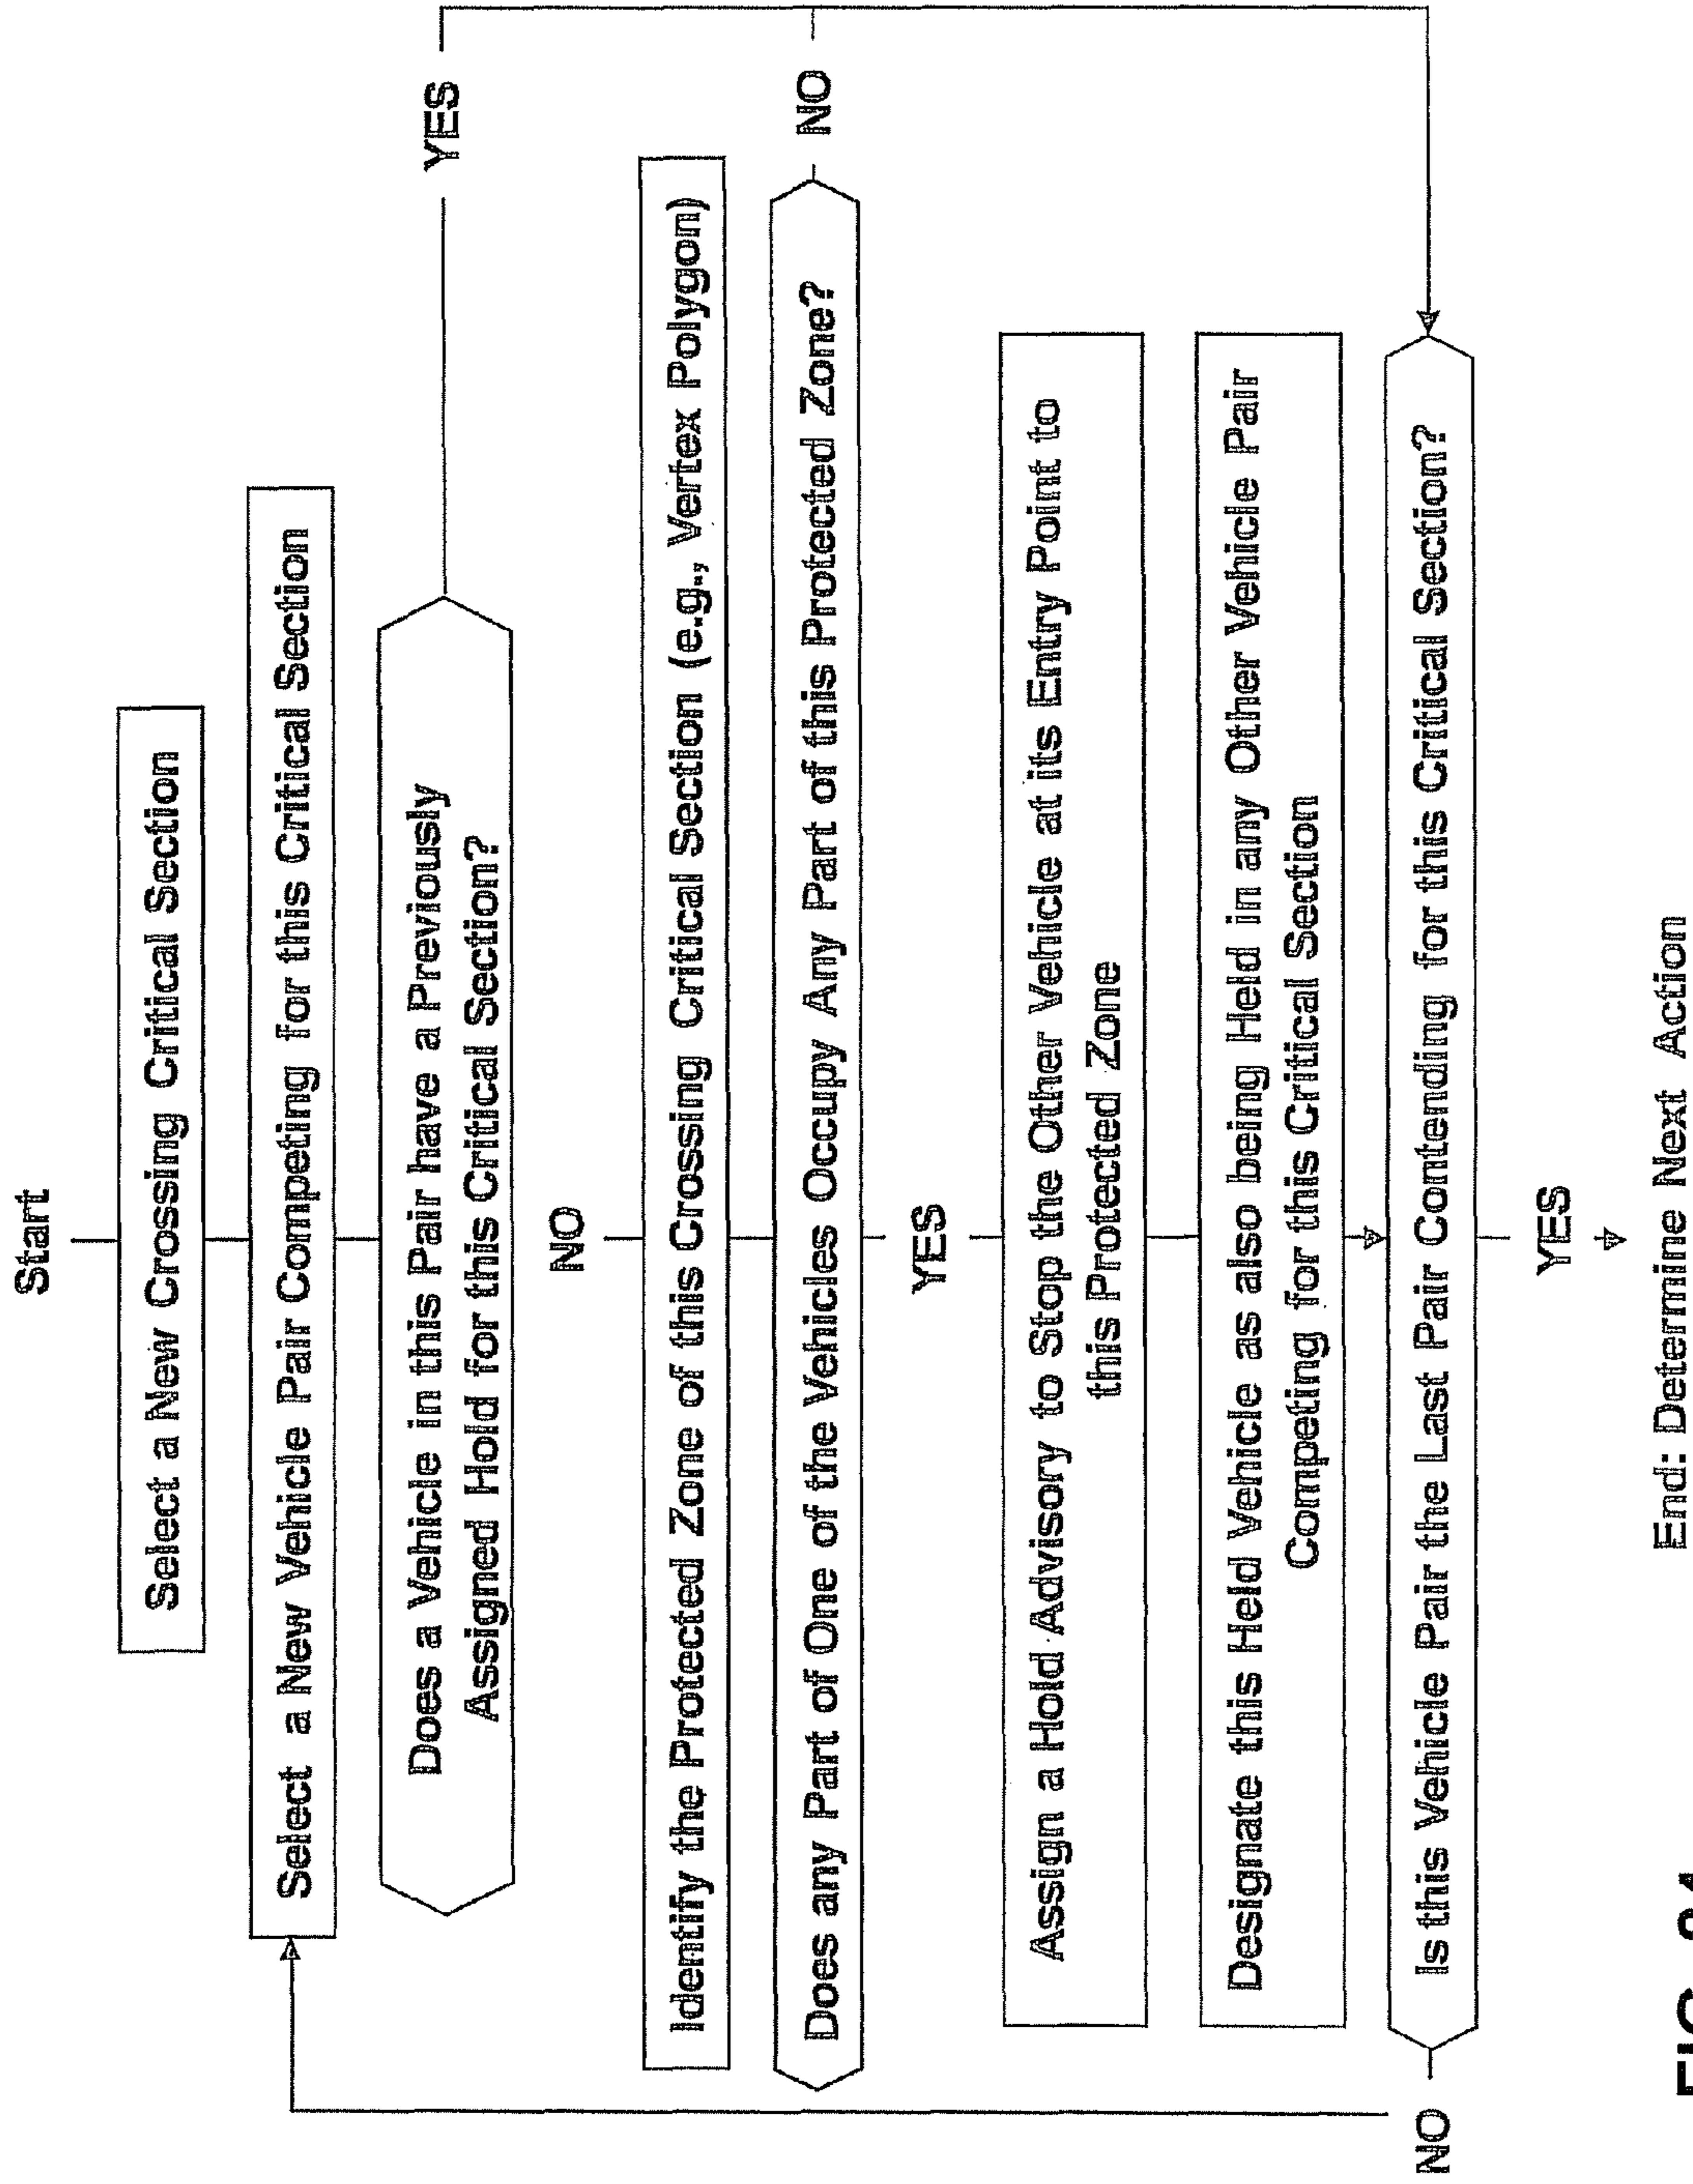 Start
Select a New Crossing Critical Section
Select a New Vehicle Pair Competing for this Critical Section
Does a Vehicle in this Pair have a Previously
Assigned Hold for this Critical Section?
YES
NO
Identify the Protected Zone of this Crossing Critical Section (e.g., Vertex Polygon)
Does any Part of One of the Vehicles Occupy Any Part of this Protected Zone?
NO
YES
Assign a Hold Advisory to Stop the Other Vehicle at its Entry Point to
this Protected Zone
Designate this Held Vehicle as also being Held in any Other Vehicle Pair
Competing for this Critical Section
NO
Is this Vehicle Pair the Last Pair Contending for this Critical Section?
YES
End: Determine Next Action
FIG.